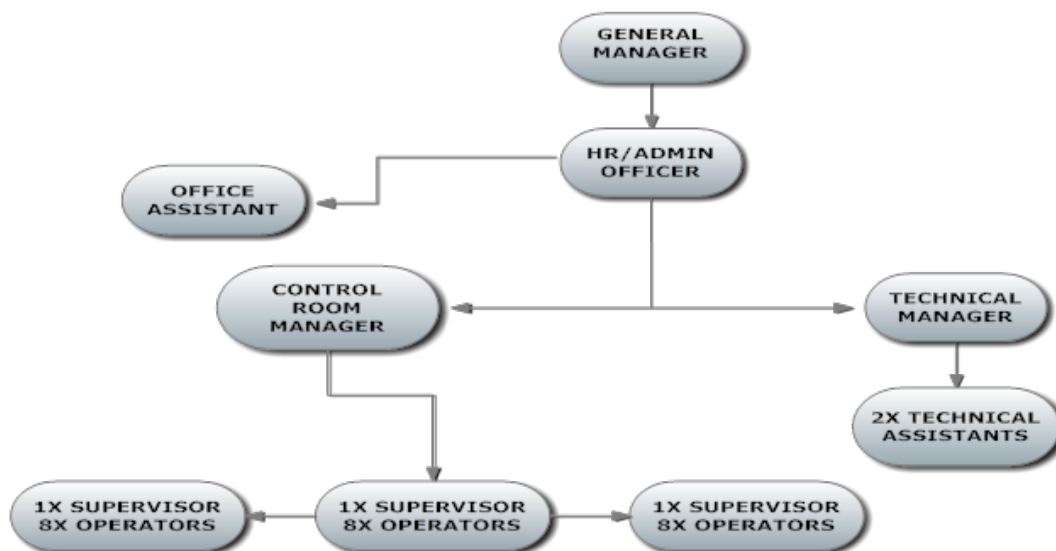 GENERAL
MANAGER
HR/ADMIN
OFFICER
OFFICE
ASSISTANT
CONTROL
ROOM
MANAGER
TECHNICAL
MANAGER
2X TECHNICAL
ASSISTANTS
1X SUPERVISOR
8X OPERATORS
1X SUPERVISOR
8X OPERATORS
1X SUPERVISOR
8X OPERATORS